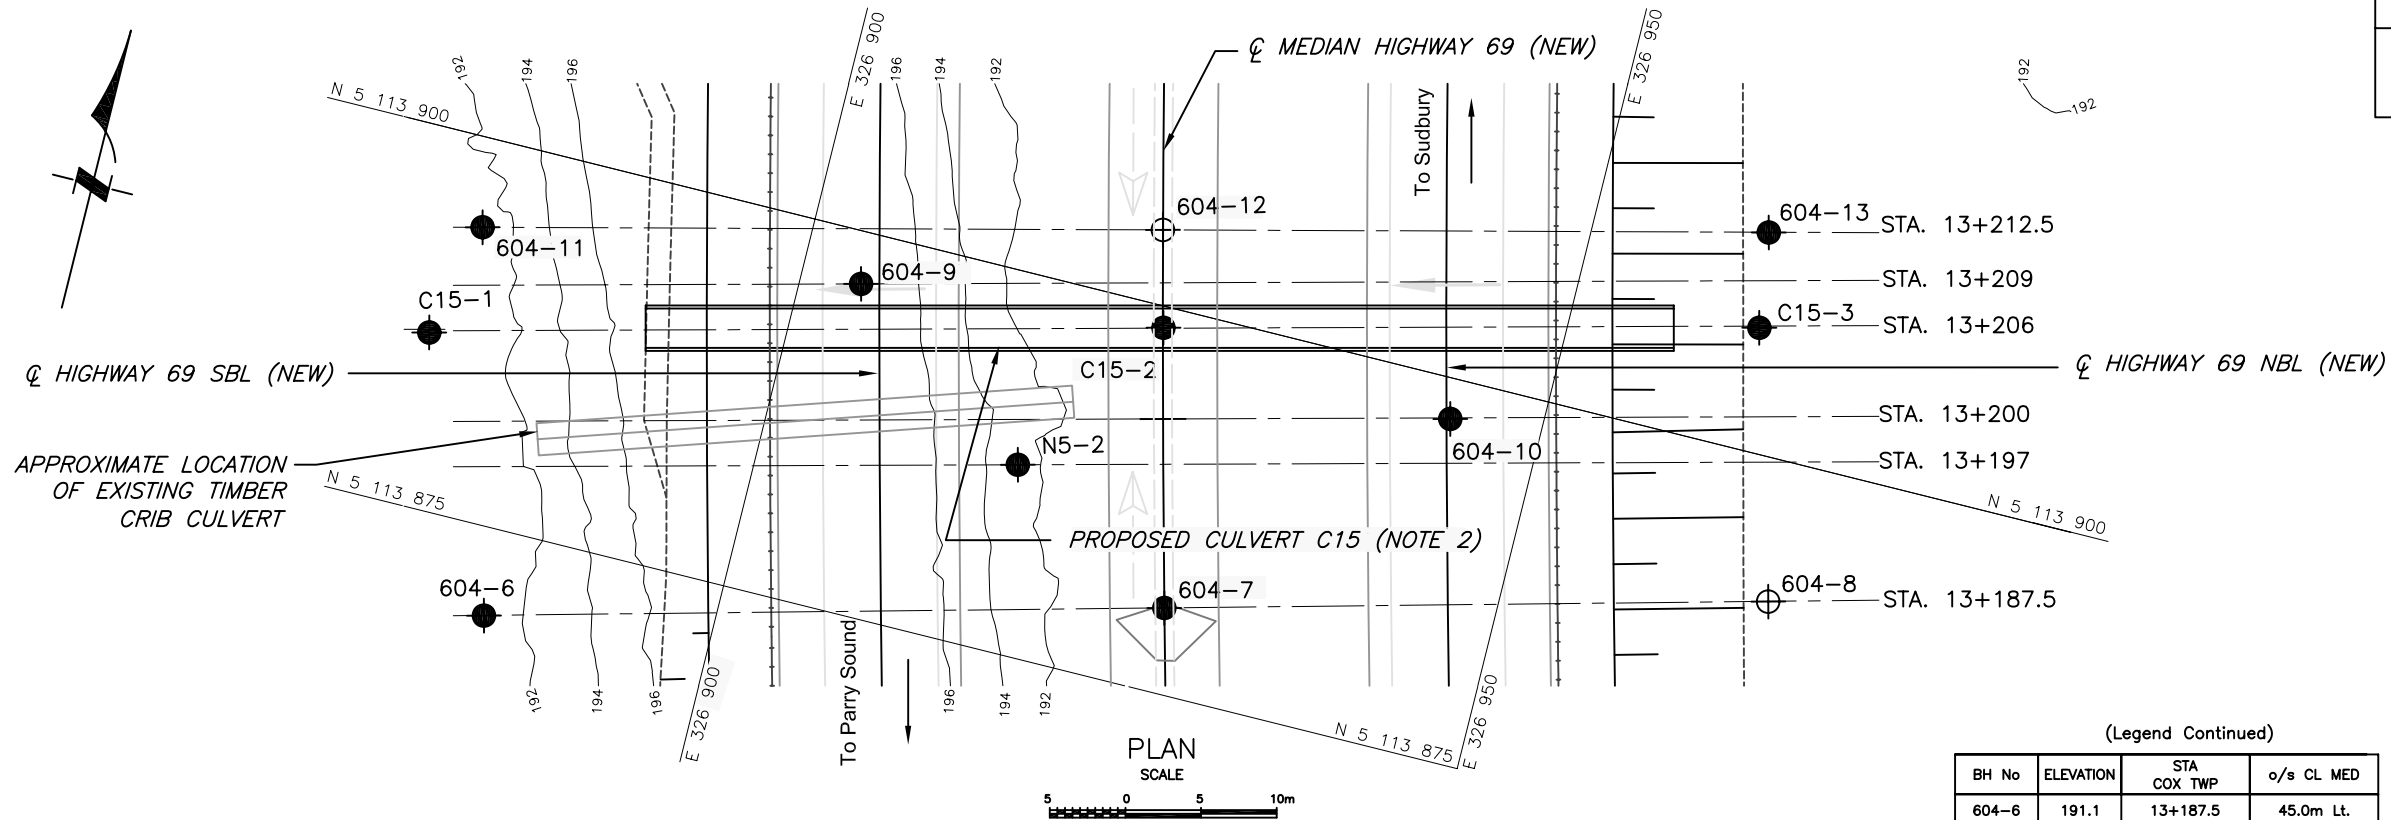 ℄ MEDIAN HIGHWAY 69 (NEW)
192
194
196
E 326 900
196
194
192
E 326 950
192
192
N 5 113 900
To Sudbury
604-11
604-12
604-13
STA. 13+212.5
604-9
STA. 13+209
C15-1
C15-3
STA. 13+206
℄ HIGHWAY 69 SBL (NEW)
C15-2
℄ HIGHWAY 69 NBL (NEW)
STA. 13+200
N5-2
604-10
STA. 13+197
APPROXIMATE LOCATION
OF EXISTING TIMBER
CRIB CULVERT
N 5 113 875
N 5 113 900
PROPOSED CULVERT C15 (NOTE 2)
604-6
604-7
604-8
STA. 13+187.5
To Parry Sound
192
194
196
E 326 900
196
194
192
N 5 113 875
E 326 950
PLAN
SCALE
5 0 5 10m
(Legend Continued)
BH No ELEVATION STA COX TWP o/s CL MED
604-6 191.1 13+187.5 45.0m Lt.